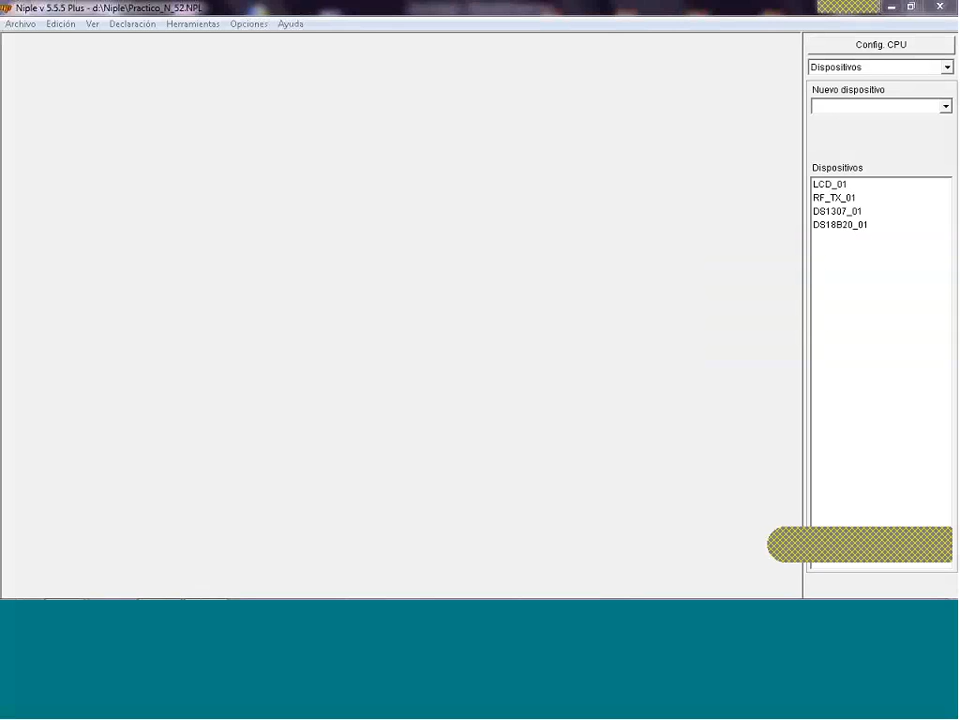 Niple v 5.5.5 Plus - d:\Niple\Practico_N_52.NPL
Archivo Edición Ver Declaración Herramientas Opciones Ayuda
Config. CPU
Dispositivos
Nuevo dispositivo
Dispositivos
LCD_01
RF_TX_01
DS1307_01
DS18B20_01